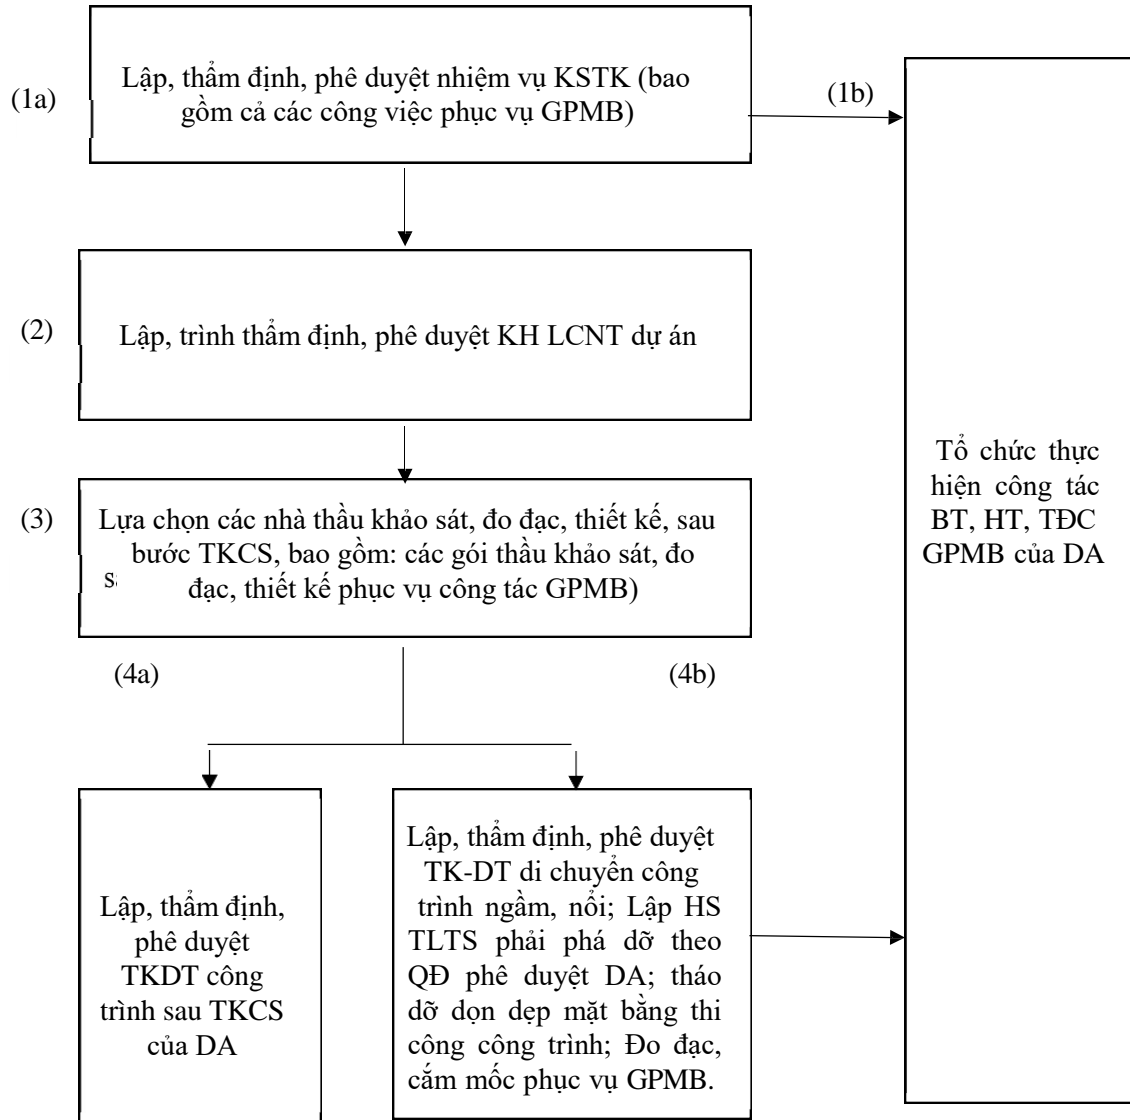 (1a)
Lập, thẩm định, phê duyệt nhiệm vụ KSTK (bao
gồm cả các công việc phục vụ GPMB)
(1b)
(2)
Lập, trình thẩm định, phê duyệt KH LCNT dự án
(3)
Lựa chọn các nhà thầu khảo sát, đo đạc, thiết kế, sau
bước TKCS, bao gồm: các gói thầu khảo sát, đo
đạc, thiết kế phục vụ công tác GPMB)
(4a)
(4b)
Lập, thẩm định,
phê duyệt
TKDT công
trình sau TKCS
của DA
Lập, thẩm định, phê duyệt
TK-DT di chuyển công
trình ngầm, nổi; Lập HS
TLTS phải phá dỡ theo
QĐ phê duyệt DA; tháo
dỡ dọn dẹp mặt bằng thi
công công trình; Đo đạc,
cắm mốc phục vụ GPMB.
Tổ chức thực
hiện công tác
BT, HT, TĐC
GPMB của DA